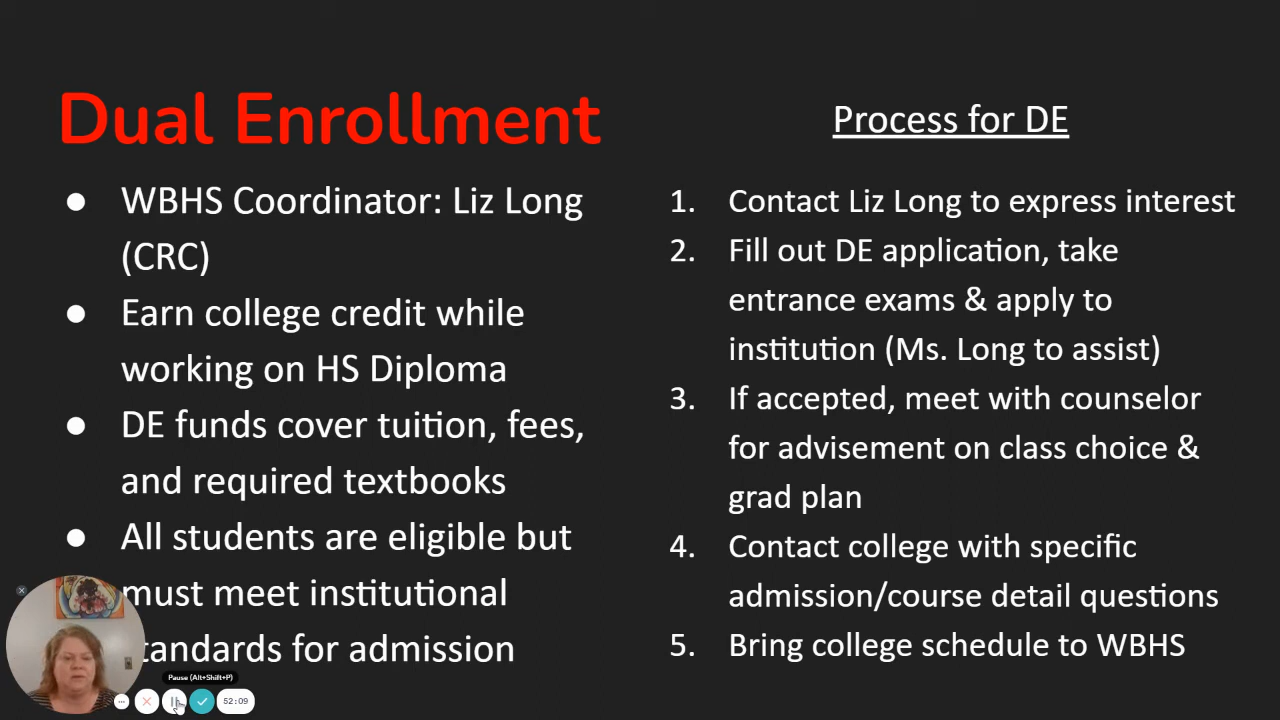 Dual Enrollment
● WBHS Coordinator: Liz Long
(CRC)
● Earn college credit while
working on HS Diploma
● DE funds cover tuition, fees,
and required textbooks
● All students are eligible but
must meet institutional
tandards for admission
Process for DE
1. Contact Liz Long to express interest
2. Fill out DE application, take
entrance exams & apply to
institution (Ms. Long to assist)
3. If accepted, meet with counselor
for advisement on class choice &
grad plan
4. Contact college with specific
admission/course detail questions
5. Bring college schedule to WBHS
Pause (Alt+Shift+P)
52:09